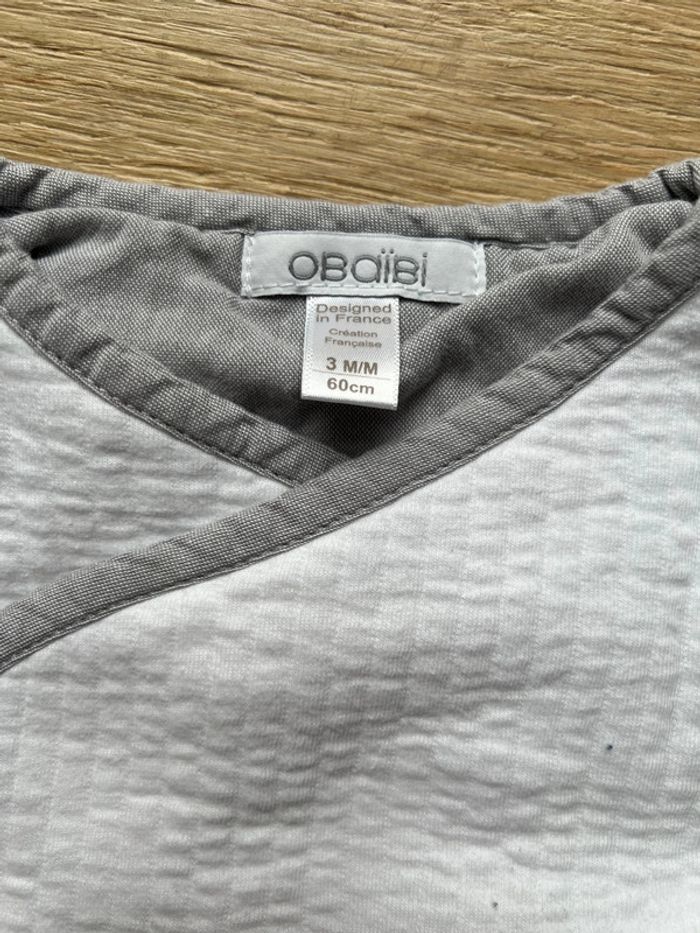 OBaïBi
Designed
in France
Création
Française
3 M/M
60cm